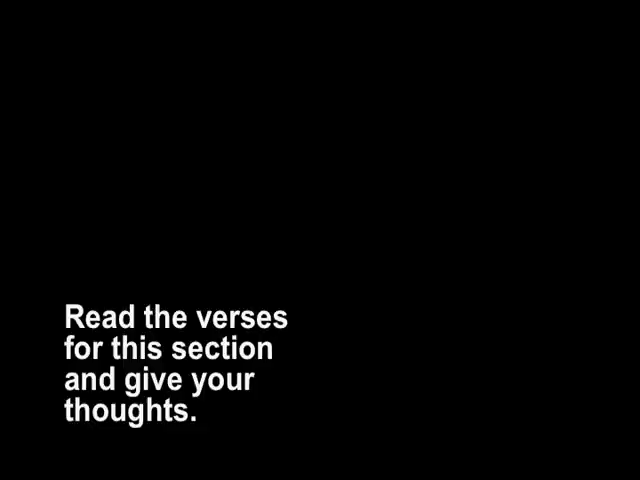 Read the verses
for this section
and give your
thoughts.